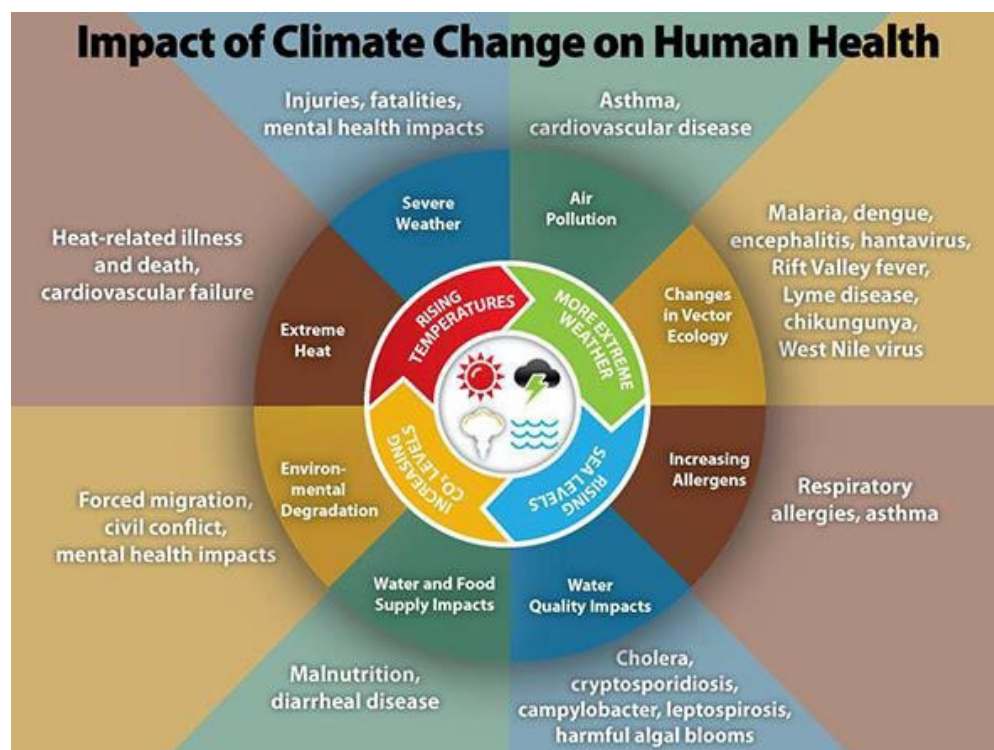 Impact of Climate Change on Human Health
Injuries, fatalities,
mental health impacts
Asthma,
cardiovascular disease
Severe
Weather
Air
Pollution
Heat-related illness
and death,
cardiovascular failure
Malaria, dengue,
encephalitis, hantavirus,
Rift Valley fever,
Lyme disease,
chikungunya,
West Nile virus
Extreme
Heat
Changes
in Vector
Ecology
RISING
TEMPERATURES
MORE EXTREME
WEATHER
INCREASING
CO₂ LEVELS
RISING
SEA LEVELS
Environ-
mental
Degradation
Increasing
Allergens
Forced migration,
civil conflict,
mental health impacts
Respiratory
allergies, asthma
Water and Food
Supply Impacts
Water
Quality Impacts
Malnutrition,
diarrheal disease
Cholera,
cryptosporidiosis,
campylobacter, leptospirosis,
harmful algal blooms